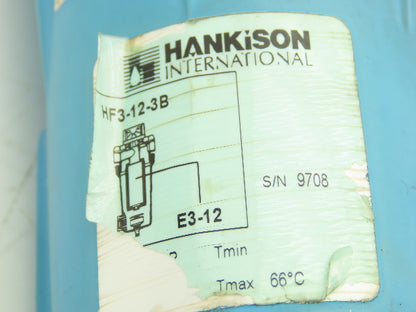 HANKiSON
INTERNATIONAL
HF3-12-3B
S/N 9708
E3-12
Tmin
Tmax 66°C